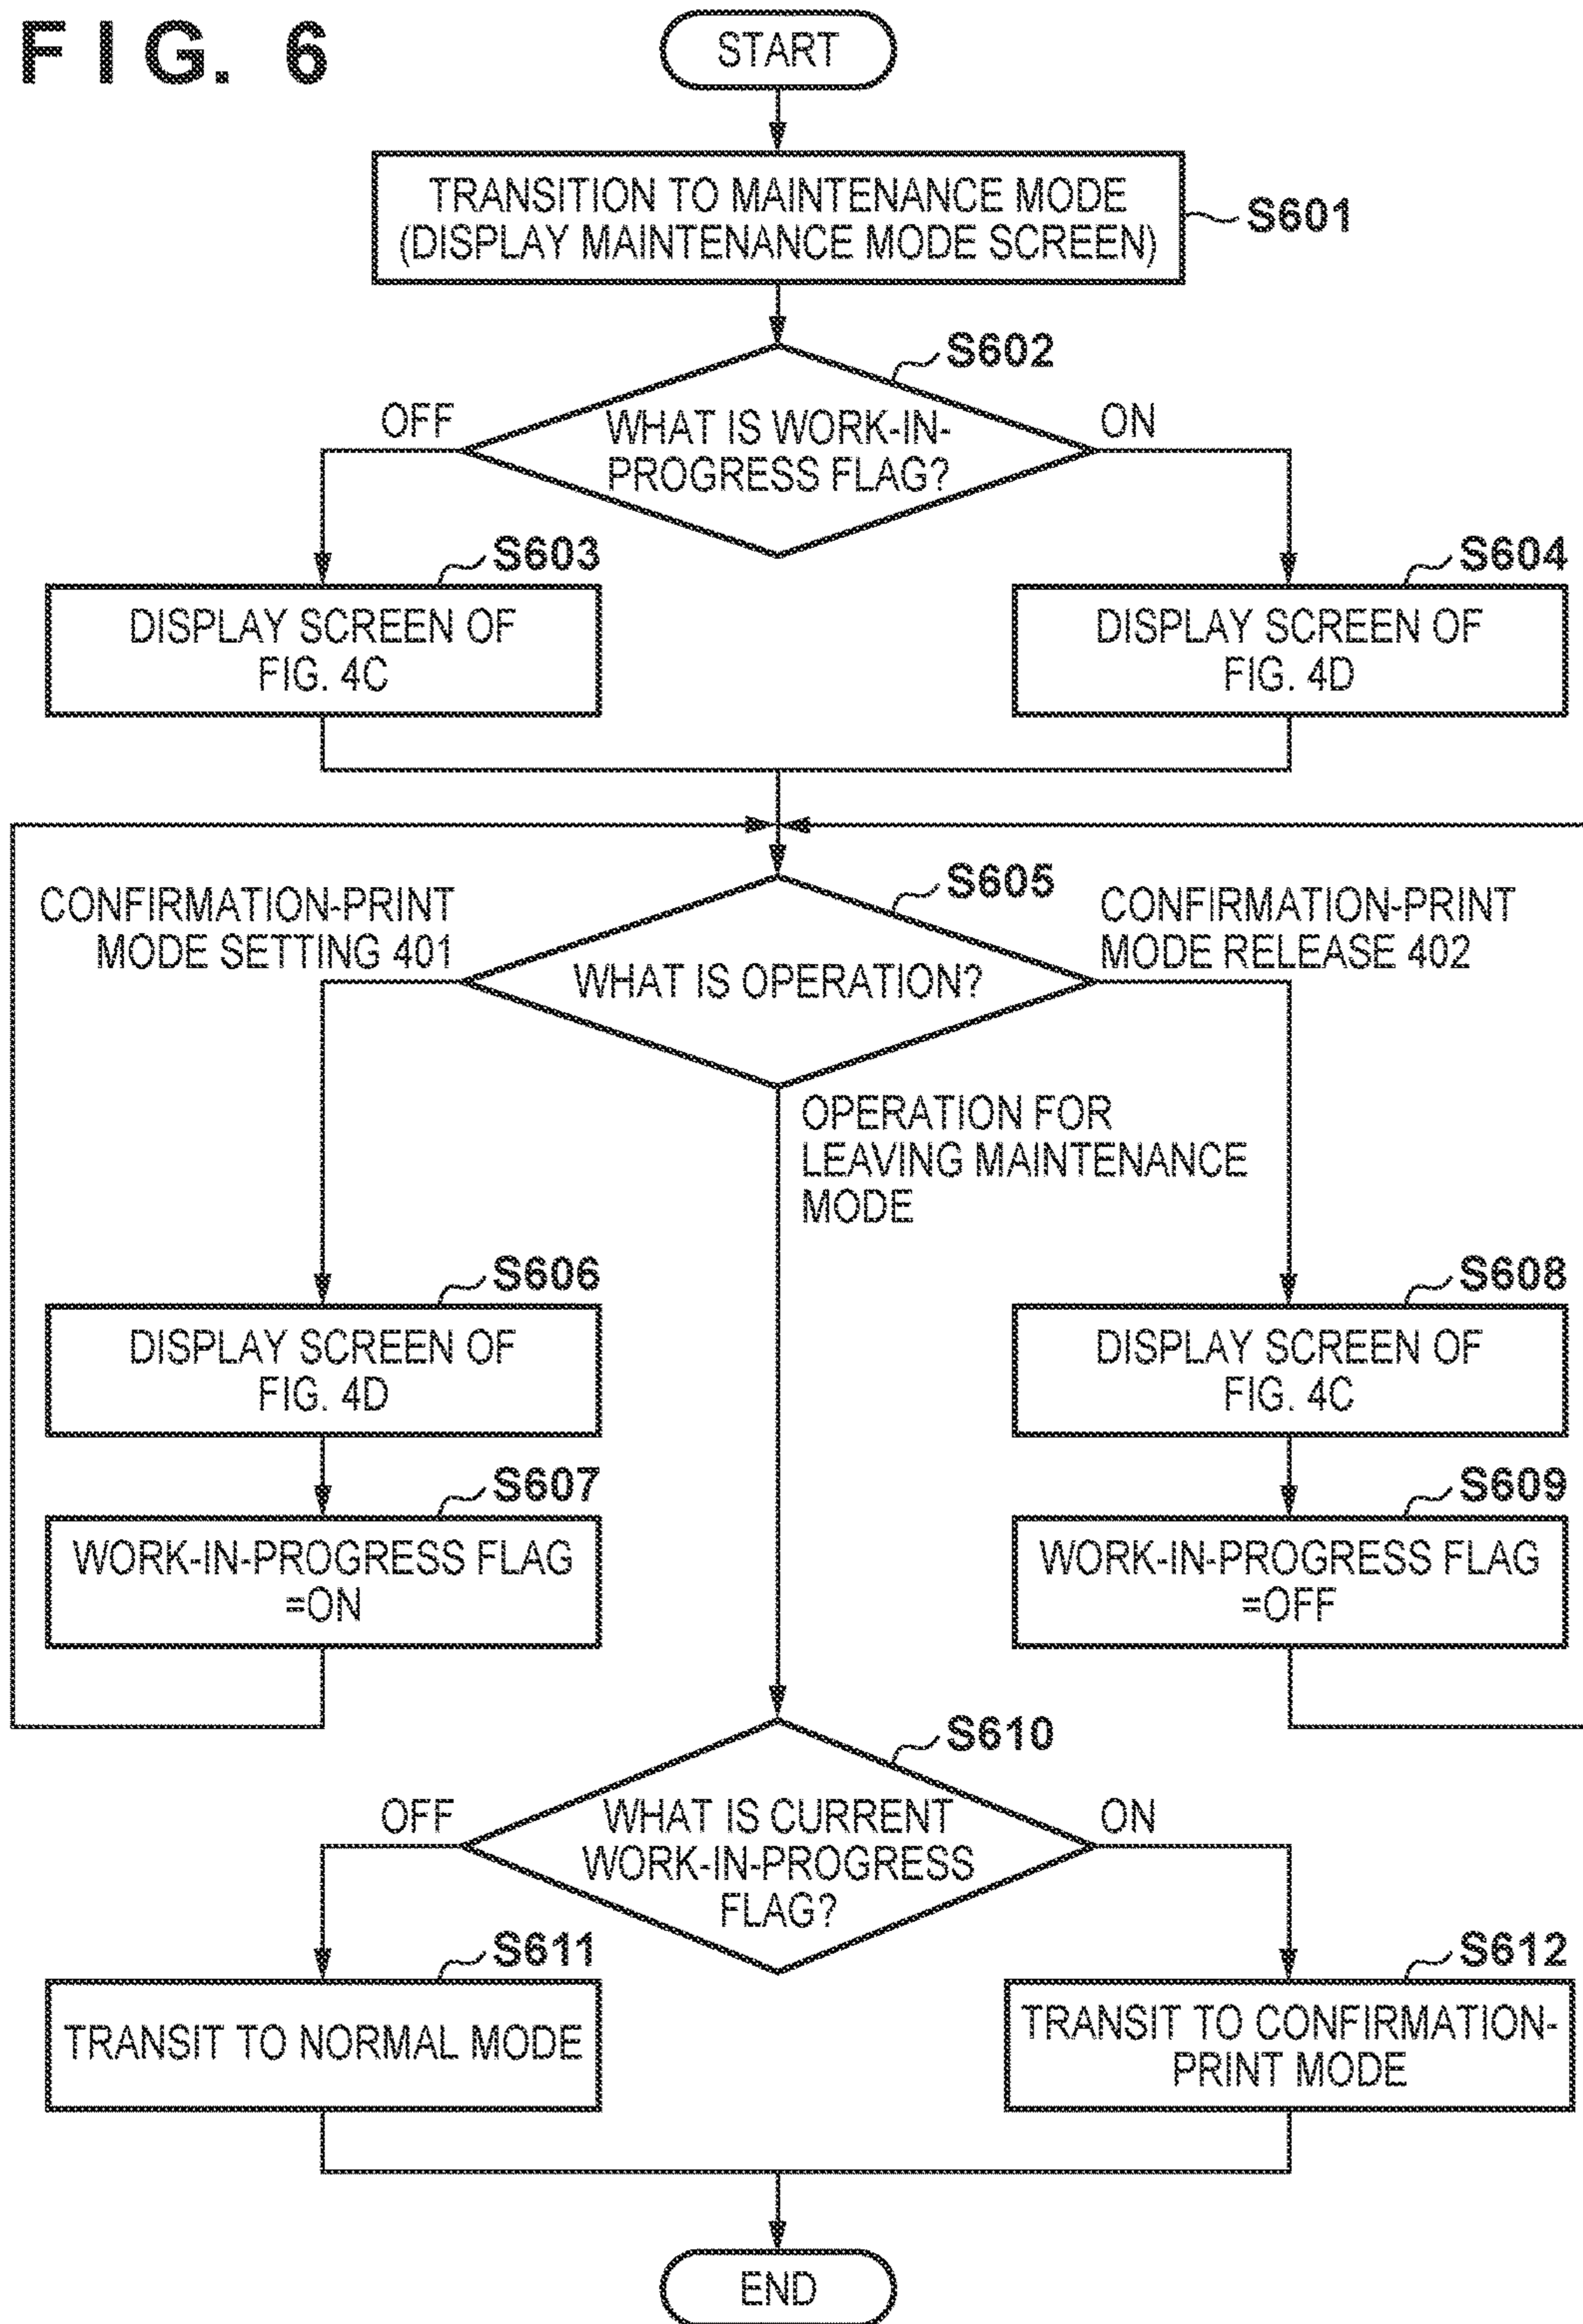 FIG. 6
START
TRANSITION TO MAINTENANCE MODE
(DISPLAY MAINTENANCE MODE SCREEN)
S601
S602
OFF
WHAT IS WORK-IN-
PROGRESS FLAG?
ON
S603
DISPLAY SCREEN OF
FIG. 4C
S604
DISPLAY SCREEN OF
FIG. 4D
S605
CONFIRMATION-PRINT
MODE SETTING 401
WHAT IS OPERATION?
CONFIRMATION-PRINT
MODE RELEASE 402
OPERATION FOR
LEAVING MAINTENANCE
MODE
S606
DISPLAY SCREEN OF
FIG. 4D
S608
DISPLAY SCREEN OF
FIG. 4C
S607
WORK-IN-PROGRESS FLAG
=ON
S609
WORK-IN-PROGRESS FLAG
=OFF
S610
OFF
WHAT IS CURRENT
WORK-IN-PROGRESS
FLAG?
ON
S611
TRANSIT TO NORMAL MODE
S612
TRANSIT TO CONFIRMATION-
PRINT MODE
END